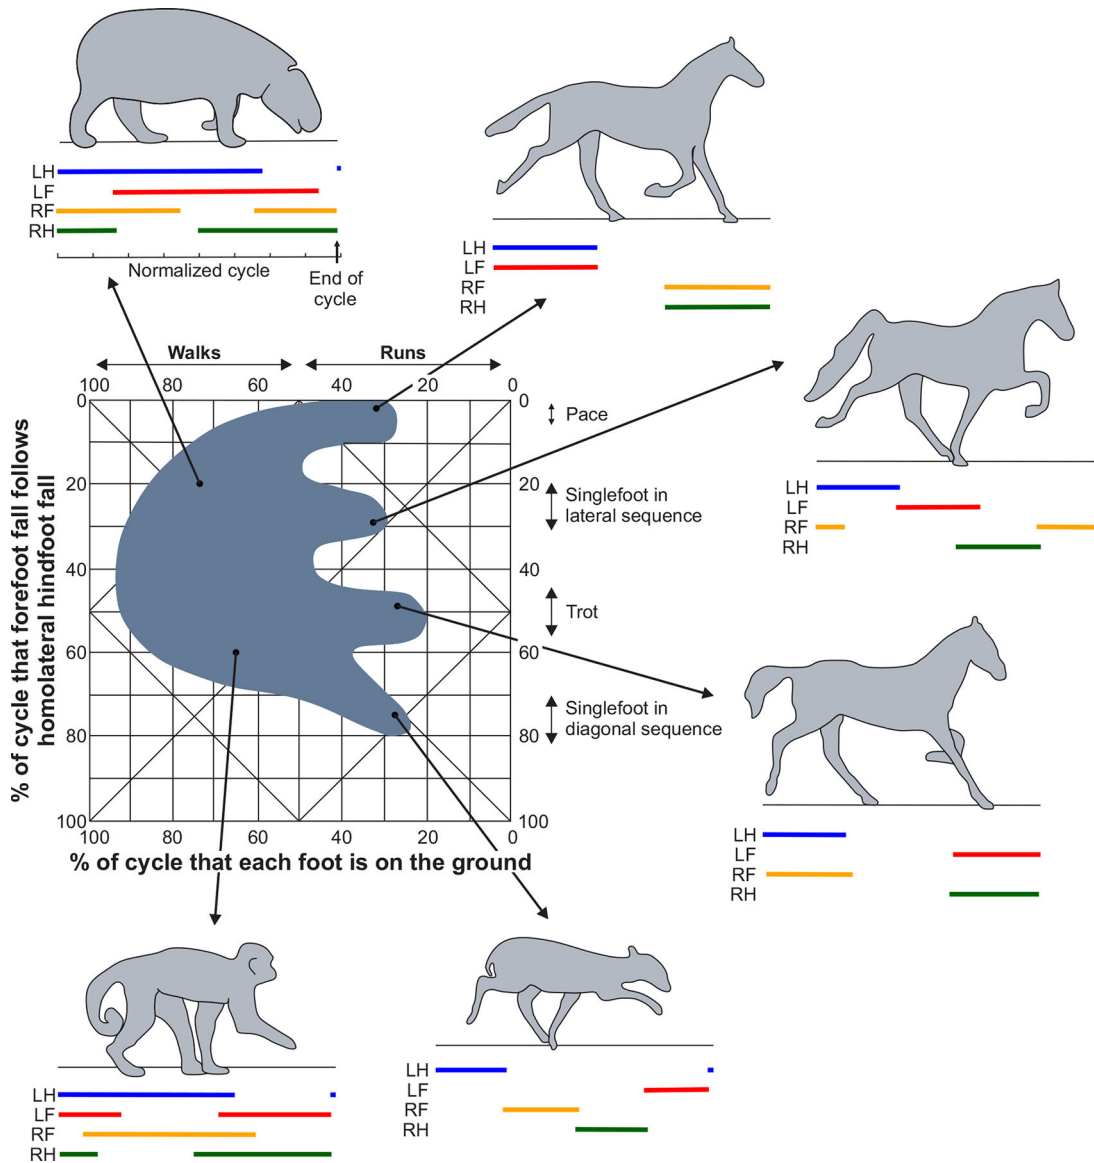 LH
LF
RF
RH
Normalized cycle
End of
cycle
LH
LF
RF
RH
Walks
Runs
100 80 60 40 20 0
0
20
40
60
80
100
0
20
40
60
80
100
100 80 60 40 20 0
% of cycle that forefoot fall follows
homolateral hindfoot fall
% of cycle that each foot is on the ground
Pace
Singlefoot in
lateral sequence
Trot
Singlefoot in
diagonal sequence
LH
LF
RF
RH
LH
LF
RF
RH
LH
LF
RF
RH
LH
LF
RF
RH